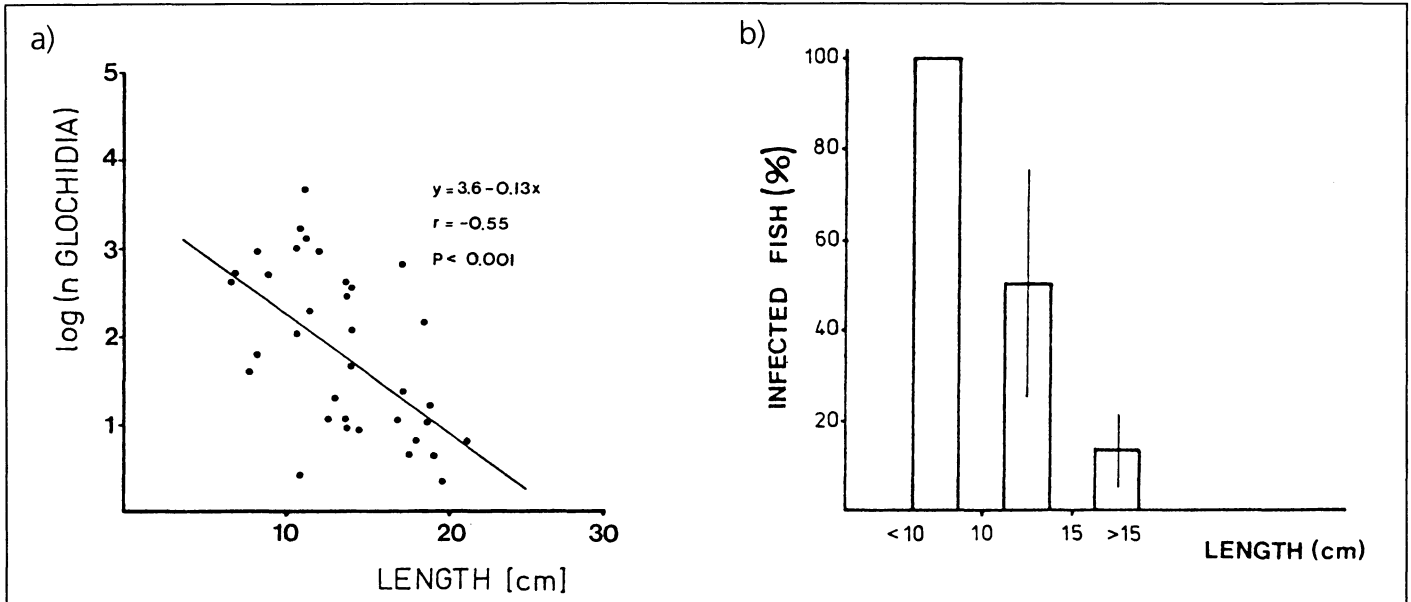 a)
5
4
3
2
1
log (n GLOCHIDIA)
y = 3.6 - 0.13x
r = -0.55
P < 0.001
10
20
30
LENGTH [cm]
b)
100
80
60
40
20
INFECTED FISH (%)
< 10
10
15
>15
LENGTH (cm)